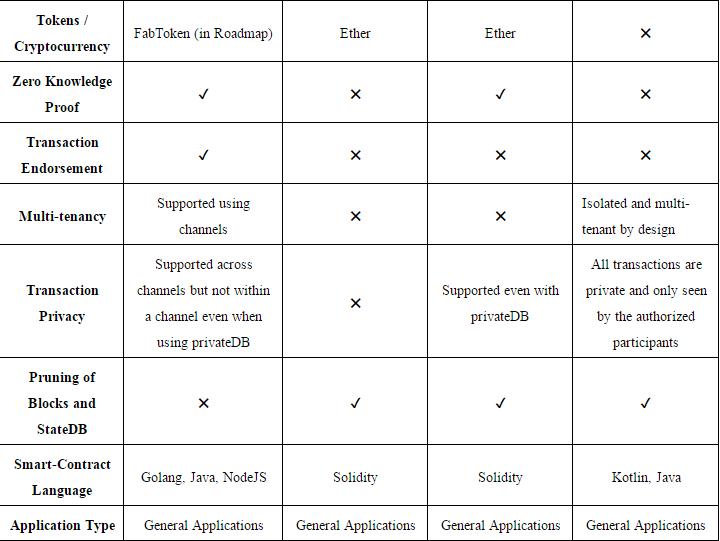 Tokens /
Cryptocurrency
FabToken (in Roadmap)
Ether
Ether
✕
Zero Knowledge
Proof
✓
✕
✓
✕
Transaction
Endorsement
✓
✕
✕
✕
Multi-tenancy
Supported using
channels
✕
✕
Isolated and multi-
tenant by design
Transaction
Privacy
Supported across
channels but not within
a channel even when
using privateDB
✕
Supported even with
privateDB
All transactions are
private and only seen
by the authorized
participants
Pruning of
Blocks and
StateDB
✕
✓
✓
✓
Smart-Contract
Language
Golang, Java, NodeJS
Solidity
Solidity
Kotlin, Java
Application Type
General Applications
General Applications
General Applications
General Applications